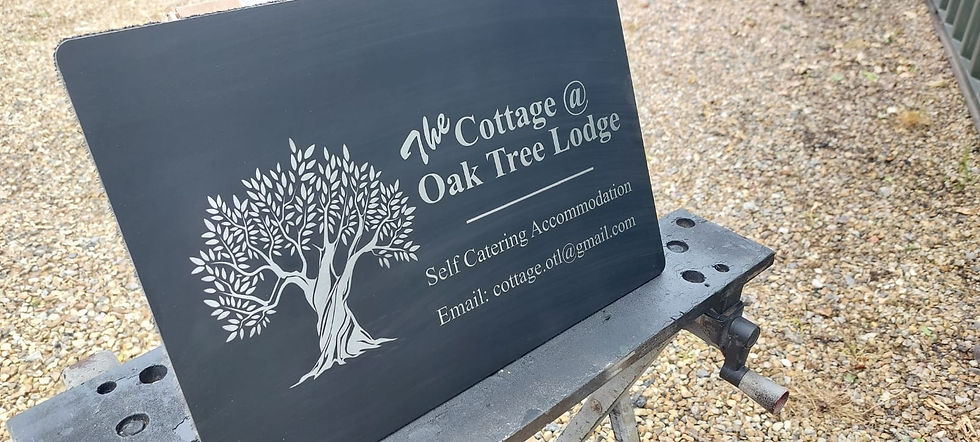 The Cottage @
Oak Tree Lodge
Self Catering Accommodation
Email: cottage.otl@gmail.com